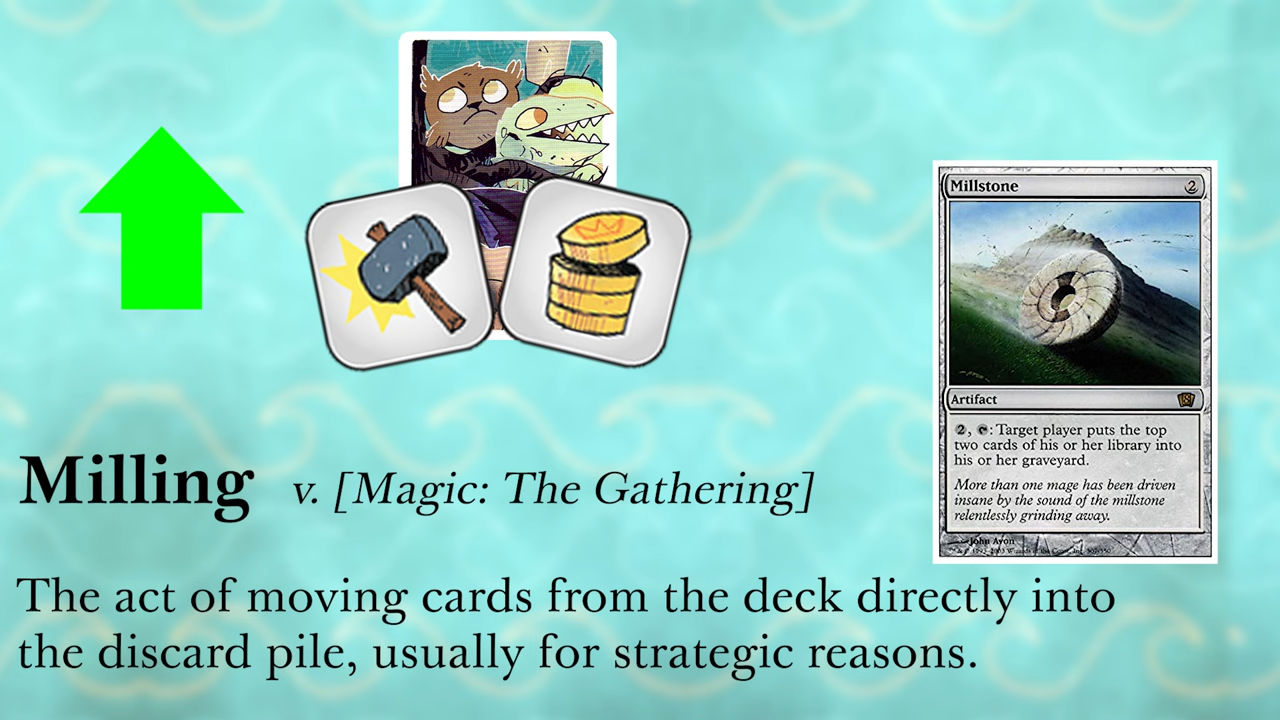 Millstone 2
Artifact
2, T: Target player puts the top
two cards of his or her library into
his or her graveyard.
More than one mage has been driven
insane by the sound of the millstone
relentlessly grinding away.
John Avon
Milling v. [Magic: The Gathering]
The act of moving cards from the deck directly into
the discard pile, usually for strategic reasons.